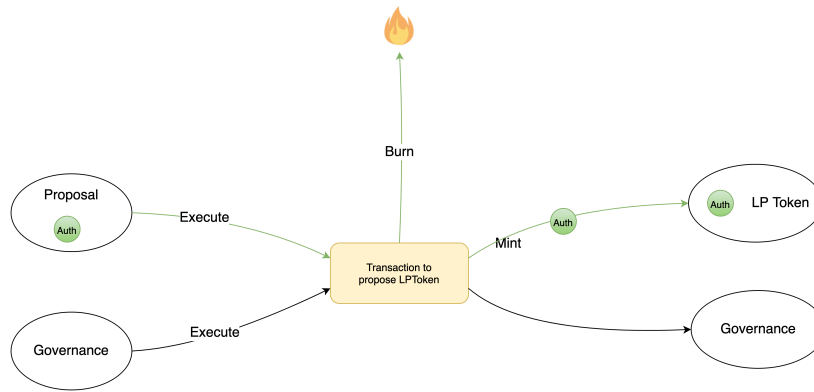 Burn
Proposal
Auth
Execute
Auth
Mint
Auth
LP Token
Transaction to
propose LPToken
Governance
Execute
Governance